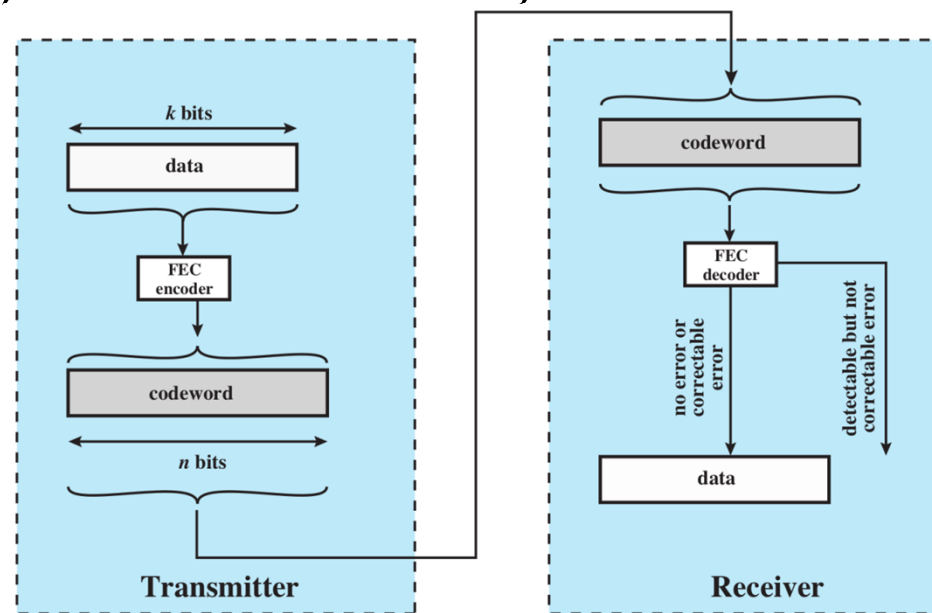 k bits
data
FEC
encoder
codeword
n bits
Transmitter
codeword
FEC
decoder
no error or
correctable
error
detectable but not
correctable error
data
Receiver